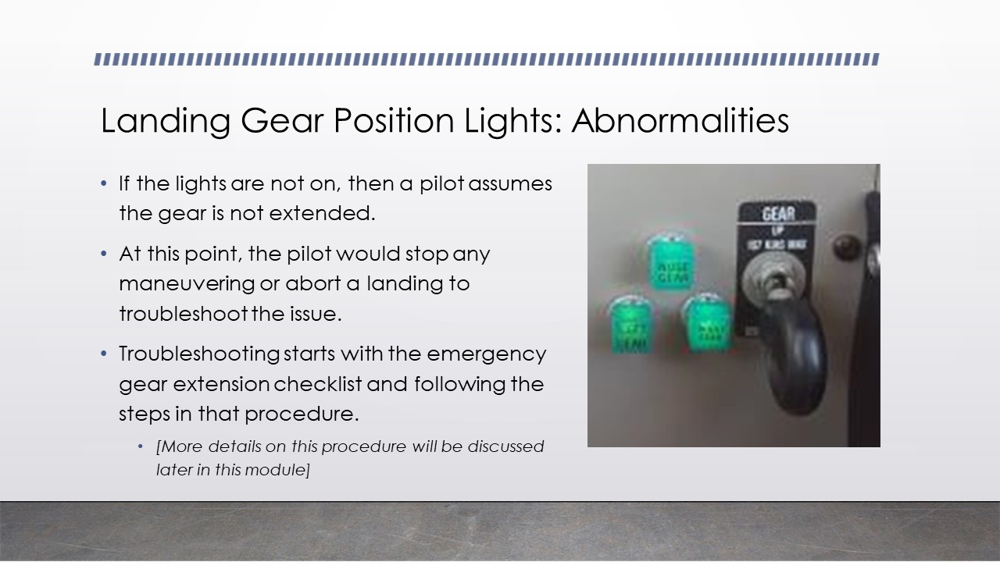 Landing Gear Position Lights: Abnormalities
• If the lights are not on, then a pilot assumes
the gear is not extended.
• At this point, the pilot would stop any
maneuvering or abort a landing to
troubleshoot the issue.
• Troubleshooting starts with the emergency
gear extension checklist and following the
steps in that procedure.
• [More details on this procedure will be discussed
later in this module]
GEAR
UP
NOSE
GEAR
GEAR